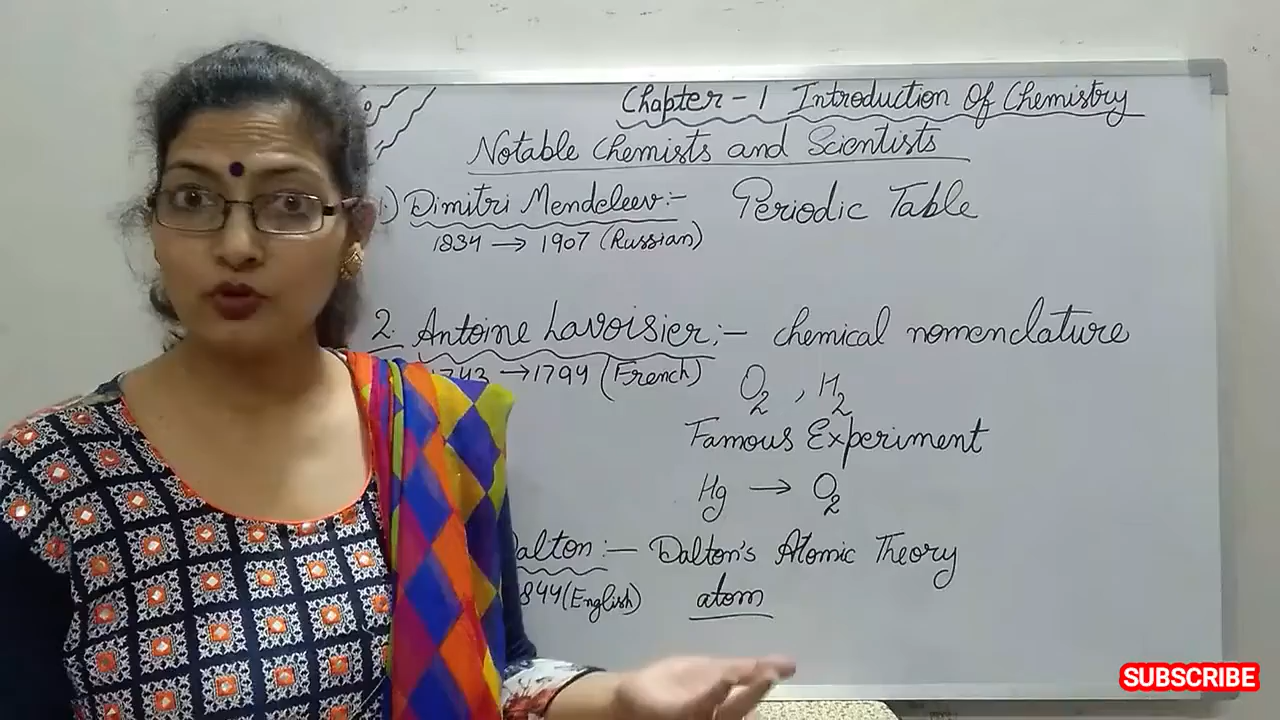 Chapter - 1 Introduction Of Chemistry
Notable Chemists and Scientists
1.) Dimitri Mendeleev:- Periodic Table
1834 → 1907 (Russian)
2. Antoine Lavoisier:- chemical nomenclature
1743 → 1794 (French) O2, H2
Famous Experiment
Hg → O2
Dalton:- Dalton's Atomic Theory
1844 (English) atom
SUBSCRIBE